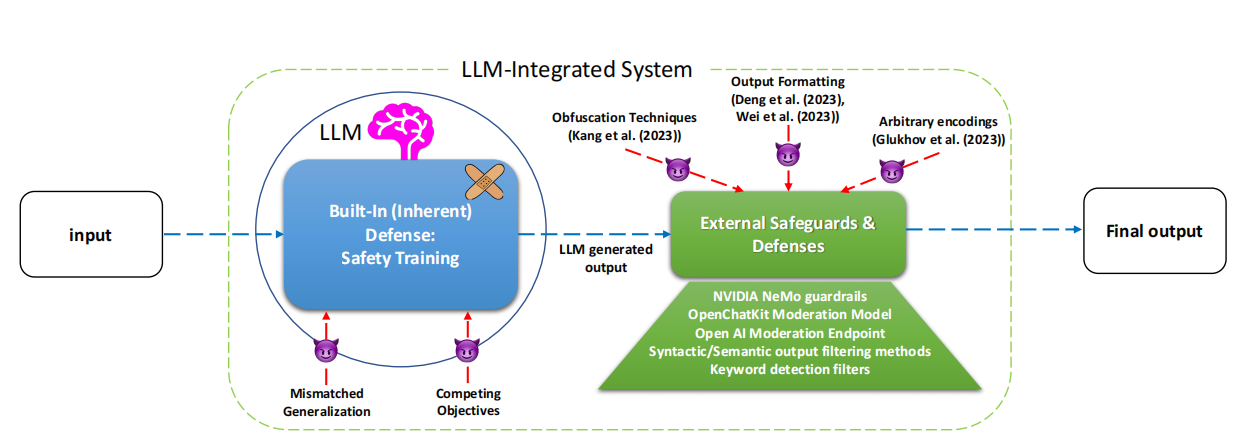 LLM-Integrated System
LLM
input
Built-In (Inherent)
Defense:
Safety Training
Mismatched
Generalization
Competing
Objectives
LLM generated
output
Obfuscation Techniques
(Kang et al. (2023))
Output Formatting
(Deng et al. (2023),
Wei et al. (2023))
Arbitrary encodings
(Glukhov et al. (2023))
External Safeguards &
Defenses
NVIDIA NeMo guardrails
OpenChatKit Moderation Model
Open AI Moderation Endpoint
Syntactic/Semantic output filtering methods
Keyword detection filters
Final output